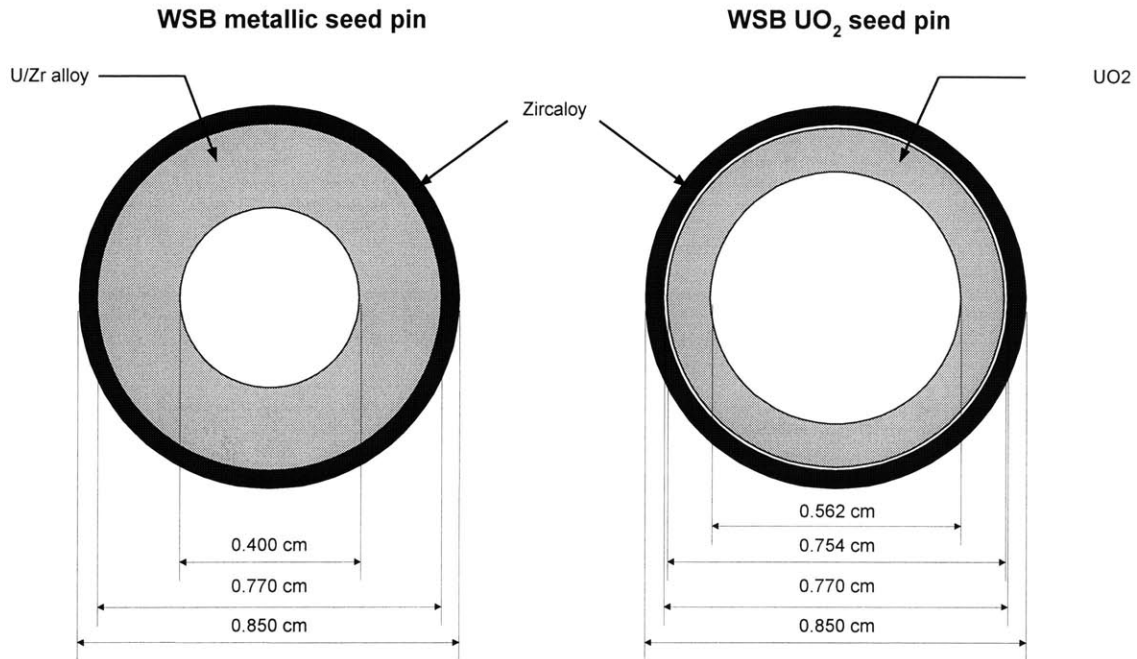 WSB metallic seed pin
WSB UO₂ seed pin
U/Zr alloy
Zircaloy
UO2
0.400 cm
0.770 cm
0.850 cm
0.562 cm
0.754 cm
0.770 cm
0.850 cm